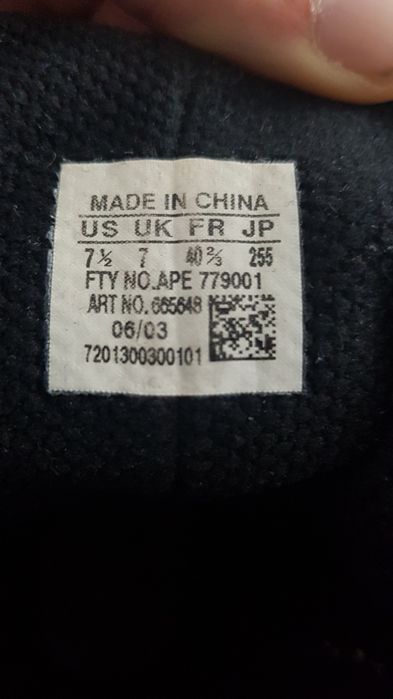 MADE IN CHINA
US UK FR JP
7½ 7 40⅔ 255
FTY NO.APE 779001
ART NO.665648
06/03
7201300300101